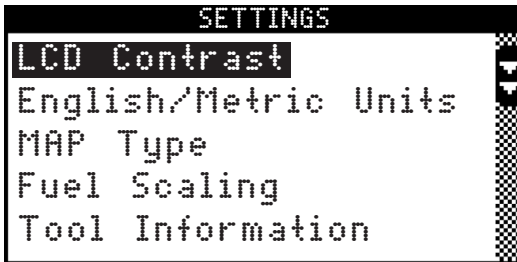 SETTINGS
LCD Contrast
English/Metric Units
MAP Type
Fuel Scaling
Tool Information